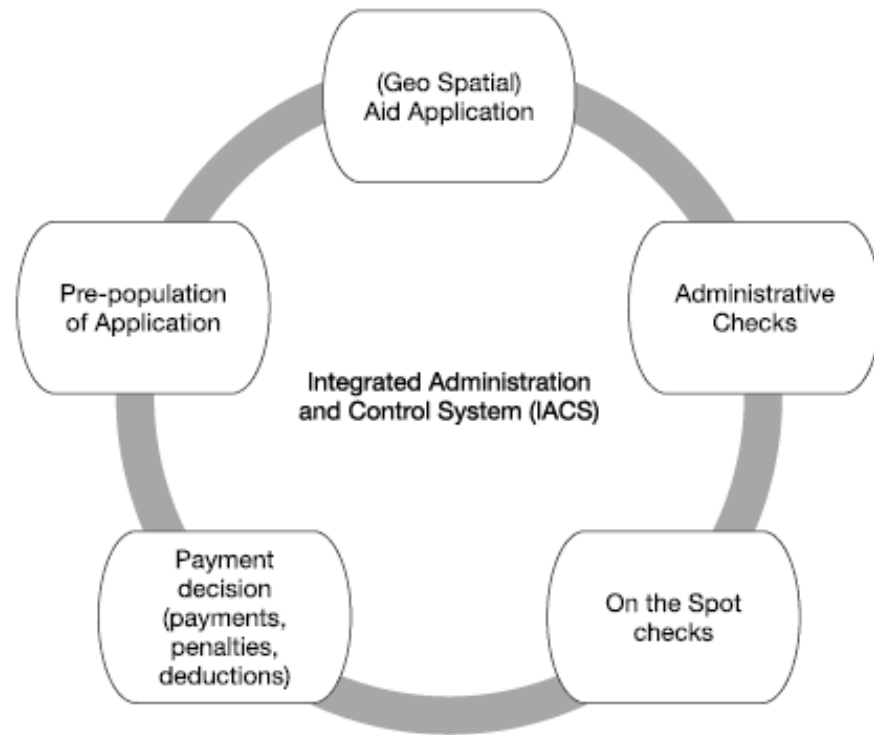 (Geo Spatial)
Aid Application
Pre-population
of Application
Administrative
Checks
Integrated Administration
and Control System (IACS)
Payment
decision
(payments,
penalties,
deductions)
On the Spot
checks